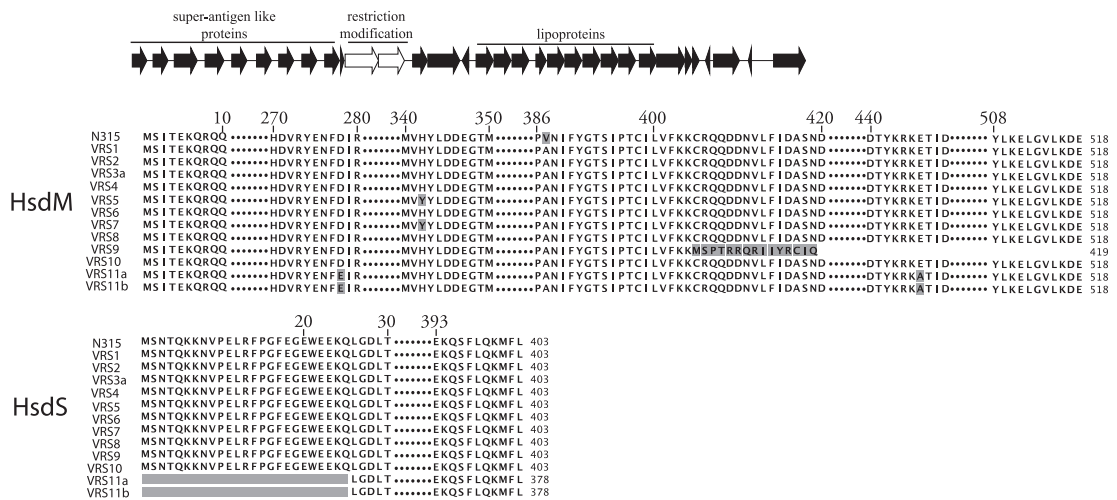 super-antigen like proteins
restriction modification
lipoproteins
10 270 280 340 350 386 400 420 440 508
HsdM
N315 MSITEKQRQQ••••••HDVRYENFDIR••••••MVHYLDDEGTM••••••PVNIFYGTSIPTCILVFKKCRQQDDNVLFIDASND••••••DTYKRKETID••••••YLKELGVLKDE 518
VRS1 MSITEKQRQQ••••••HDVRYENFDIR••••••MVHYLDDEGTM••••••PANIFYGTSIPTCILVFKKCRQQDDNVLFIDASND••••••DTYKRKETID••••••YLKELGVLKDE 518
VRS2 MSITEKQRQQ••••••HDVRYENFDIR••••••MVHYLDDEGTM••••••PANIFYGTSIPTCILVFKKCRQQDDNVLFIDASND••••••DTYKRKETID••••••YLKELGVLKDE 518
VRS3a MSITEKQRQQ••••••HDVRYENFDIR••••••MVHYLDDEGTM••••••PANIFYGTSIPTCILVFKKCRQQDDNVLFIDASND••••••DTYKRKETID••••••YLKELGVLKDE 518
VRS4 MSITEKQRQQ••••••HDVRYENFDIR••••••MVHYLDDEGTM••••••PANIFYGTSIPTCILVFKKCRQQDDNVLFIDASND••••••DTYKRKETID••••••YLKELGVLKDE 518
VRS5 MSITEKQRQQ••••••HDVRYENFDIR••••••MVYYLDDEGTM••••••PANIFYGTSIPTCILVFKKCRQQDDNVLFIDASND••••••DTYKRKETID••••••YLKELGVLKDE 518
VRS6 MSITEKQRQQ••••••HDVRYENFDIR••••••MVHYLDDEGTM••••••PANIFYGTSIPTCILVFKKCRQQDDNVLFIDASND••••••DTYKRKETID••••••YLKELGVLKDE 518
VRS7 MSITEKQRQQ••••••HDVRYENFDIR••••••MVYYLDDEGTM••••••PANIFYGTSIPTCILVFKKCRQQDDNVLFIDASND••••••DTYKRKETID••••••YLKELGVLKDE 518
VRS8 MSITEKQRQQ••••••HDVRYENFDIR••••••MVHYLDDEGTM••••••PANIFYGTSIPTCILVFKKCRQQDDNVLFIDASND••••••DTYKRKETID••••••YLKELGVLKDE 518
VRS9 MSITEKQRQQ••••••HDVRYENFDIR••••••MVHYLDDEGTM••••••PANIFYGTSIPTCILVFKKMSPTRRQRIIYRCIQ 419
VRS10 MSITEKQRQQ••••••HDVRYENFDIR••••••MVHYLDDEGTM••••••PANIFYGTSIPTCILVFKKCRQQDDNVLFIDASND••••••DTYKRKETID••••••YLKELGVLKDE 518
VRS11a MSITEKQRQQ••••••HDVRYENFEIR••••••MVHYLDDEGTM••••••PANIFYGTSIPTCILVFKKCRQQDDNVLFIDASND••••••DTYKRKATID••••••YLKELGVLKDE 518
VRS11b MSITEKQRQQ••••••HDVRYENFEIR••••••MVHYLDDEGTM••••••PANIFYGTSIPTCILVFKKCRQQDDNVLFIDASND••••••DTYKRKATID••••••YLKELGVLKDE 518
20 30 393
HsdS
N315 MSNTQKKNVPELRFPGFEGEWEEKQLGDLT•••••••EKQSFLQKMFL 403
VRS1 MSNTQKKNVPELRFPGFEGEWEEKQLGDLT•••••••EKQSFLQKMFL 403
VRS2 MSNTQKKNVPELRFPGFEGEWEEKQLGDLT•••••••EKQSFLQKMFL 403
VRS3a MSNTQKKNVPELRFPGFEGEWEEKQLGDLT•••••••EKQSFLQKMFL 403
VRS4 MSNTQKKNVPELRFPGFEGEWEEKQLGDLT•••••••EKQSFLQKMFL 403
VRS5 MSNTQKKNVPELRFPGFEGEWEEKQLGDLT•••••••EKQSFLQKMFL 403
VRS6 MSNTQKKNVPELRFPGFEGEWEEKQLGDLT•••••••EKQSFLQKMFL 403
VRS7 MSNTQKKNVPELRFPGFEGEWEEKQLGDLT•••••••EKQSFLQKMFL 403
VRS8 MSNTQKKNVPELRFPGFEGEWEEKQLGDLT•••••••EKQSFLQKMFL 403
VRS9 MSNTQKKNVPELRFPGFEGEWEEKQLGDLT•••••••EKQSFLQKMFL 403
VRS10 MSNTQKKNVPELRFPGFEGEWEEKQLGDLT•••••••EKQSFLQKMFL 403
VRS11a LGDLT•••••••EKQSFLQKMFL 378
VRS11b LGDLT•••••••EKQSFLQKMFL 378